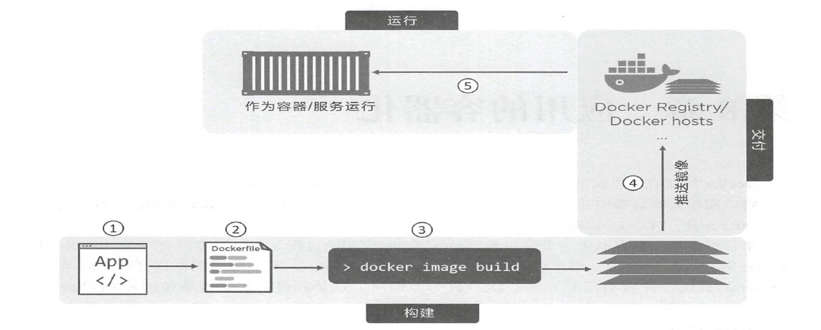 运行
⑤
作为容器/服务运行
Docker Registry/
Docker hosts
...
交付
④
推送镜像
①
②
③
App
</>
Dockerfile
> docker image build
构建